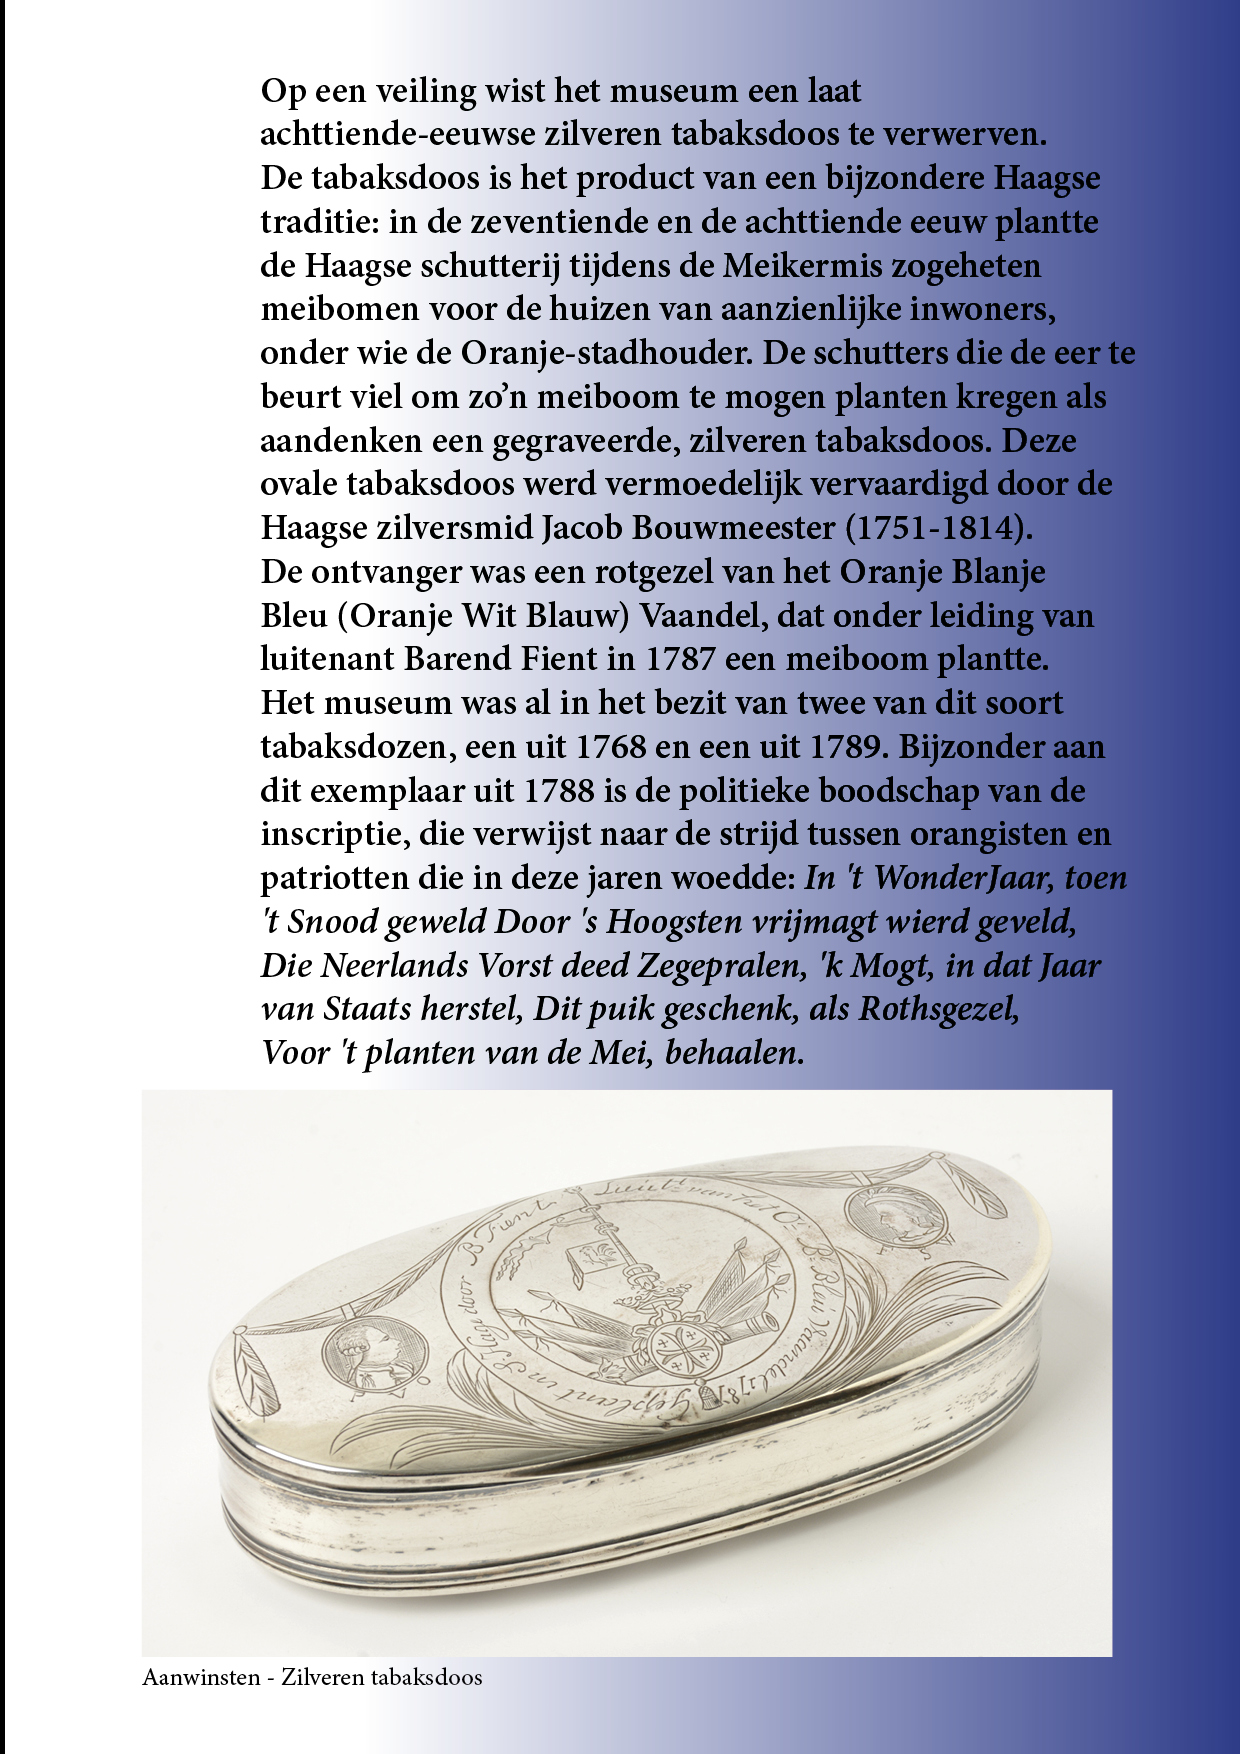 Op een veiling wist het museum een laat
achttiende-eeuwse zilveren tabaksdoos te verwerven.
De tabaksdoos is het product van een bijzondere Haagse
traditie: in de zeventiende en de achttiende eeuw plantte
de Haagse schutterij tijdens de Meikermis zogeheten
meibomen voor de huizen van aanzienlijke inwoners,
onder wie de Oranje-stadhouder. De schutters die de eer te
beurt viel om zo’n meiboom te mogen planten kregen als
aandenken een gegraveerde, zilveren tabaksdoos. Deze
ovale tabaksdoos werd vermoedelijk vervaardigd door de
Haagse zilversmid Jacob Bouwmeester (1751-1814).
De ontvanger was een rotgezel van het Oranje Blanje
Bleu (Oranje Wit Blauw) Vaandel, dat onder leiding van
luitenant Barend Fient in 1787 een meiboom plantte.
Het museum was al in het bezit van twee van dit soort
tabaksdozen, een uit 1768 en een uit 1789. Bijzonder aan
dit exemplaar uit 1788 is de politieke boodschap van de
inscriptie, die verwijst naar de strijd tussen orangisten en
patriotten die in deze jaren woedde: In 't WonderJaar, toen
't Snood geweld Door 's Hoogsten vrijmagt wierd geveld,
Die Neerlands Vorst deed Zegepralen, 'k Mogt, in dat Jaar
van Staats herstel, Dit puik geschenk, als Rothsgezel,
Voor 't planten van de Mei, behaalen.
Geplant in S Hage door B Fient Luut: van het O: B: Bleu Vaandel 1787
Aanwinsten - Zilveren tabaksdoos